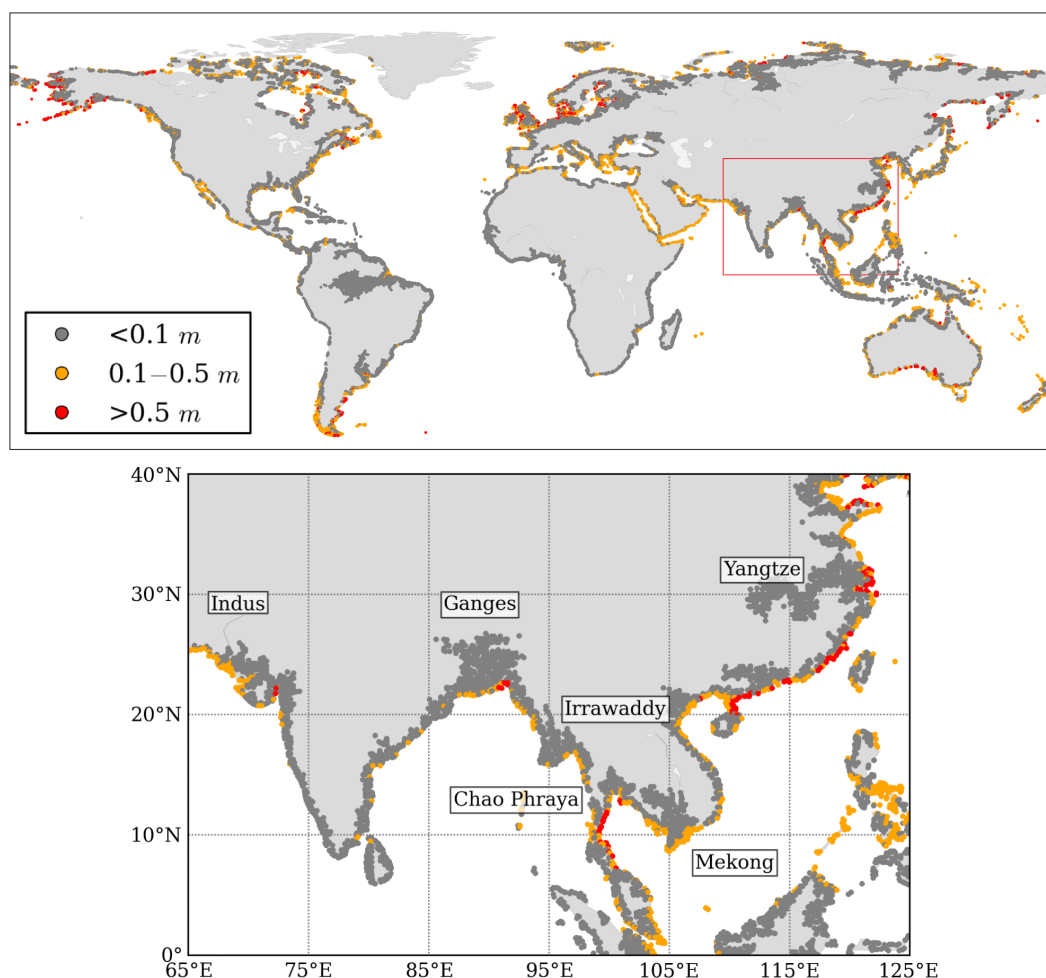 <0.1 m
0.1–0.5 m
>0.5 m
40°N
30°N
20°N
10°N
0°
Yangtze
Indus
Ganges
Irrawaddy
Chao Phraya
Mekong
65°E
75°E
85°E
95°E
105°E
115°E
125°E